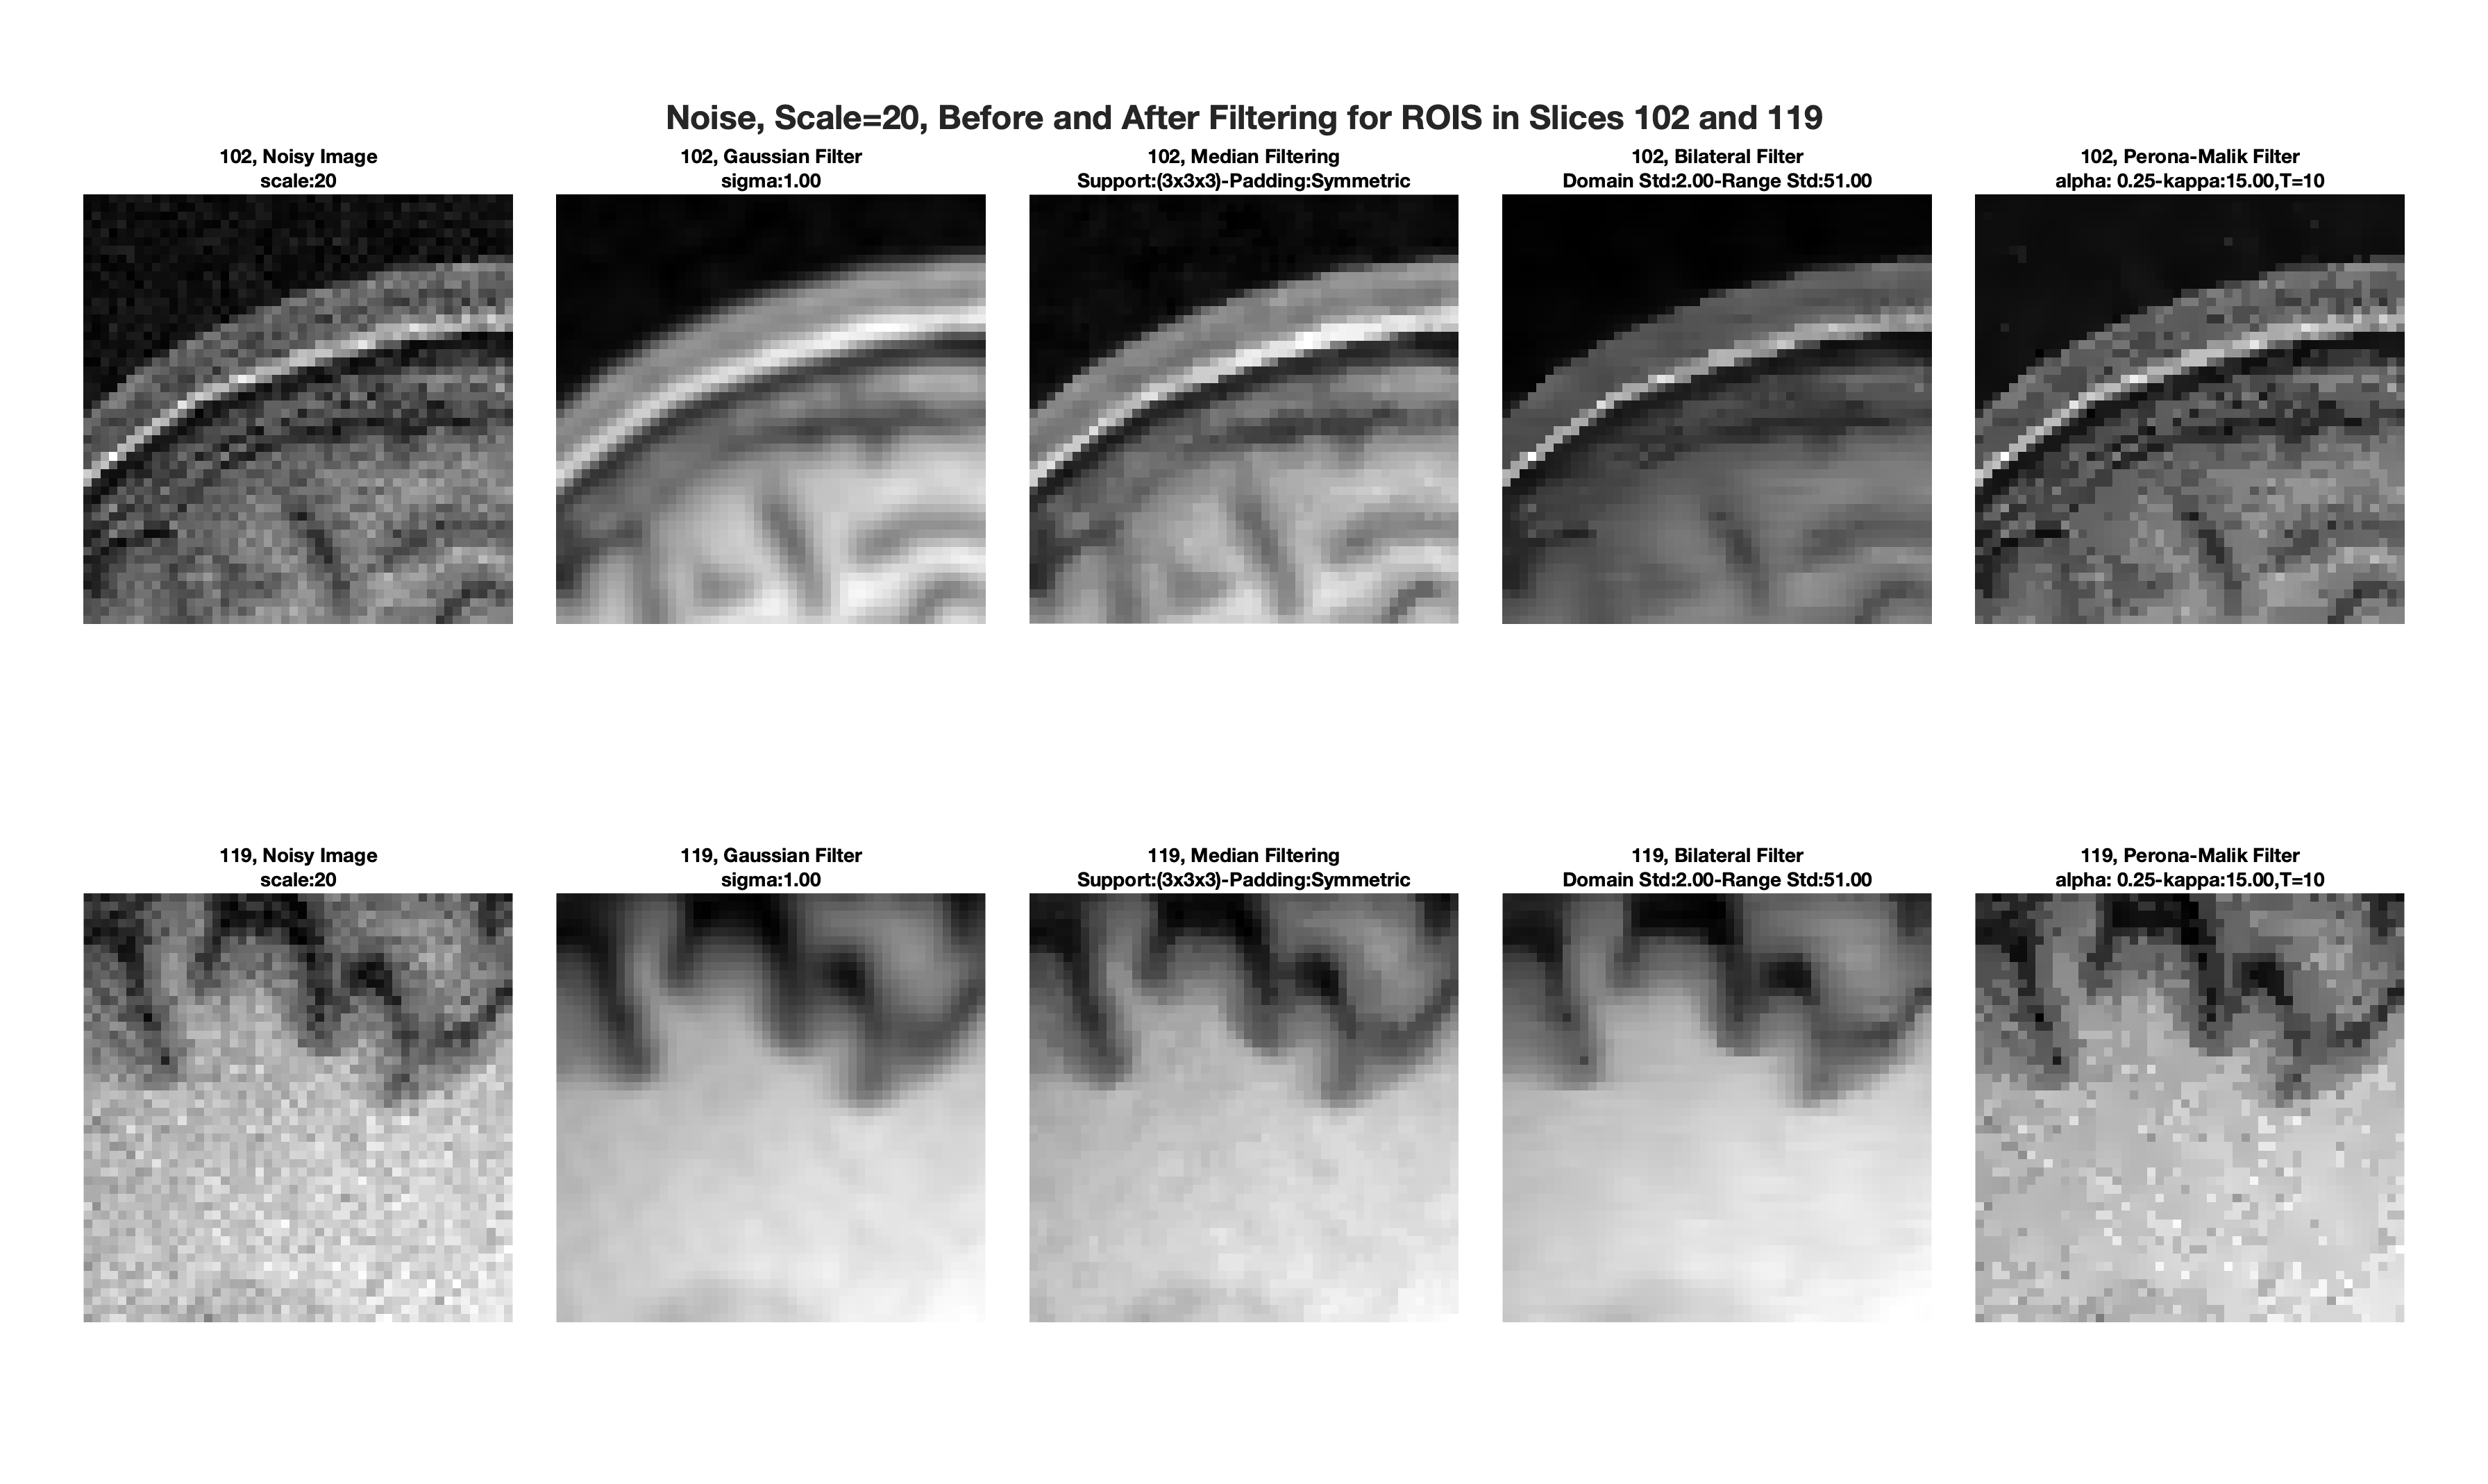 Noise, Scale=20, Before and After Filtering for ROIS in Slices 102 and 119
102, Noisy Image
scale:20
102, Gaussian Filter
sigma:1.00
102, Median Filtering
Support:(3x3x3)-Padding:Symmetric
102, Bilateral Filter
Domain Std:2.00-Range Std:51.00
102, Perona-Malik Filter
alpha: 0.25-kappa:15.00,T=10
119, Noisy Image
scale:20
119, Gaussian Filter
sigma:1.00
119, Median Filtering
Support:(3x3x3)-Padding:Symmetric
119, Bilateral Filter
Domain Std:2.00-Range Std:51.00
119, Perona-Malik Filter
alpha: 0.25-kappa:15.00,T=10